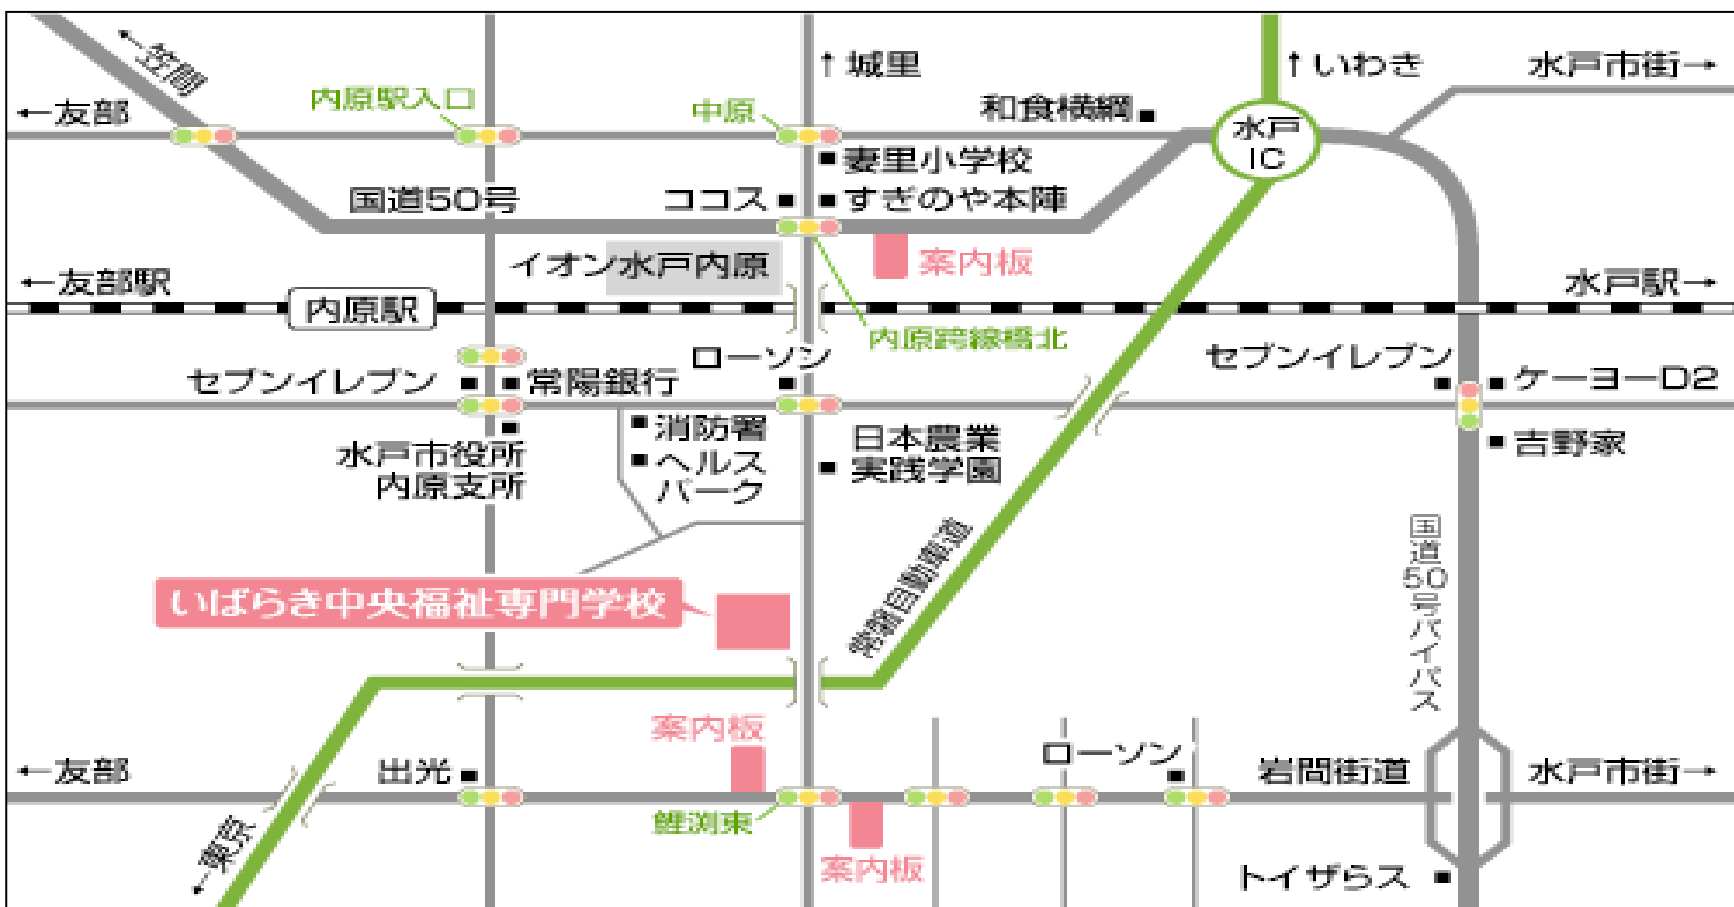 ←笠間
↑城里
↑いわき
水戸市街→
←友部
内原駅入口
中原
和食横綱
水戸
IC
妻里小学校
国道50号
ココス
すぎのや本陣
イオン水戸内原
案内板
←友部駅
水戸駅→
内原駅
内原跨線橋北
セブンイレブン
常陽銀行
ローソン
セブンイレブン
ケーヨーD2
消防署
日本農業
実践学園
吉野家
水戸市役所
内原支所
ヘルス
パーク
国道50号バイパス
常磐自動車道
いばらき中央福祉専門学校
案内板
←友部
出光
ローソン
岩間街道
水戸市街→
鯉渕東
←東京
案内板
トイザらス